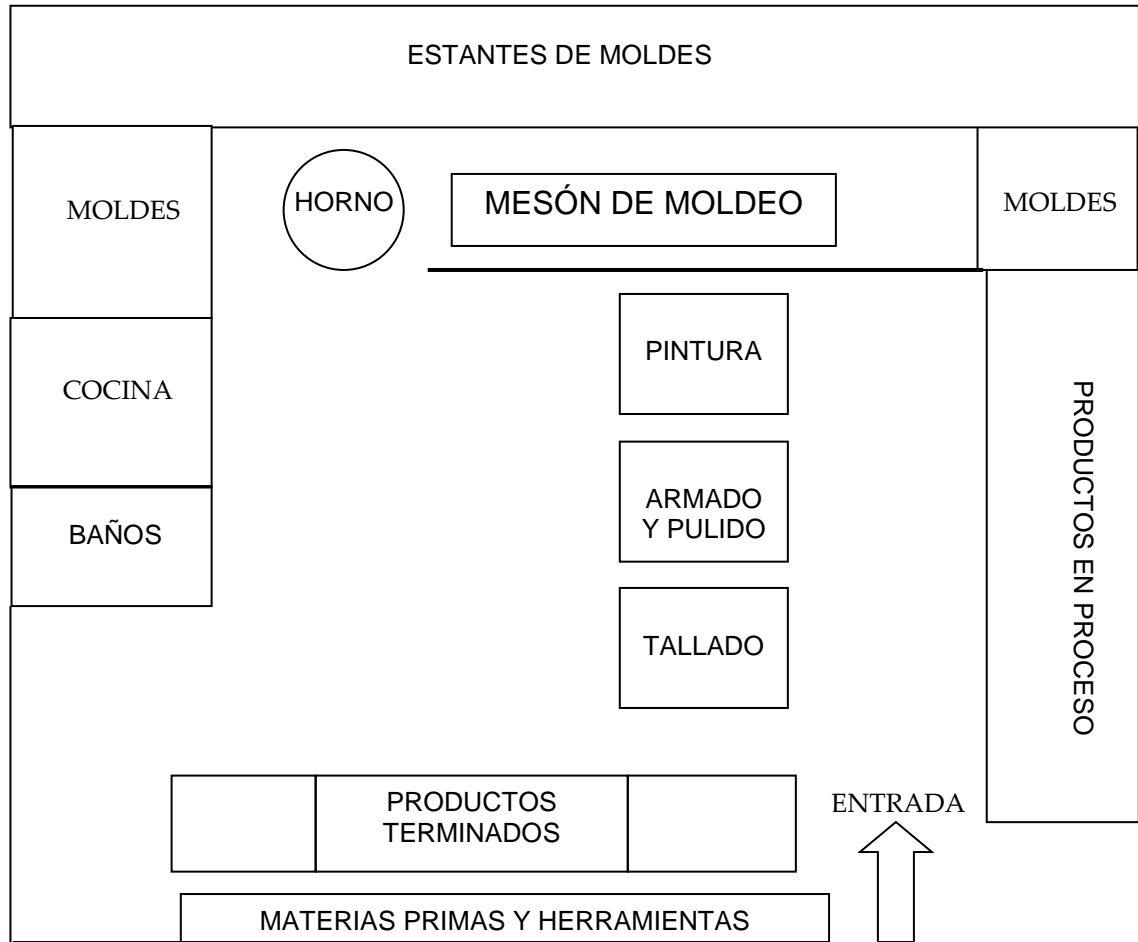 ESTANTES DE MOLDES
MOLDES
HORNO
MESÓN DE MOLDEO
MOLDES
PINTURA
COCINA
PRODUCTOS EN PROCESO
ARMADO
Y PULIDO
BAÑOS
TALLADO
PRODUCTOS
TERMINADOS
ENTRADA
MATERIAS PRIMAS Y HERRAMIENTAS